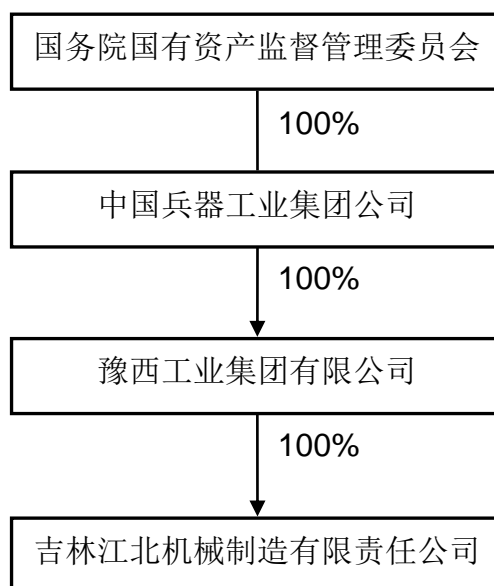 国务院国有资产监督管理委员会
100%
中国兵器工业集团公司
100%
豫西工业集团有限公司
100%
吉林江北机械制造有限责任公司